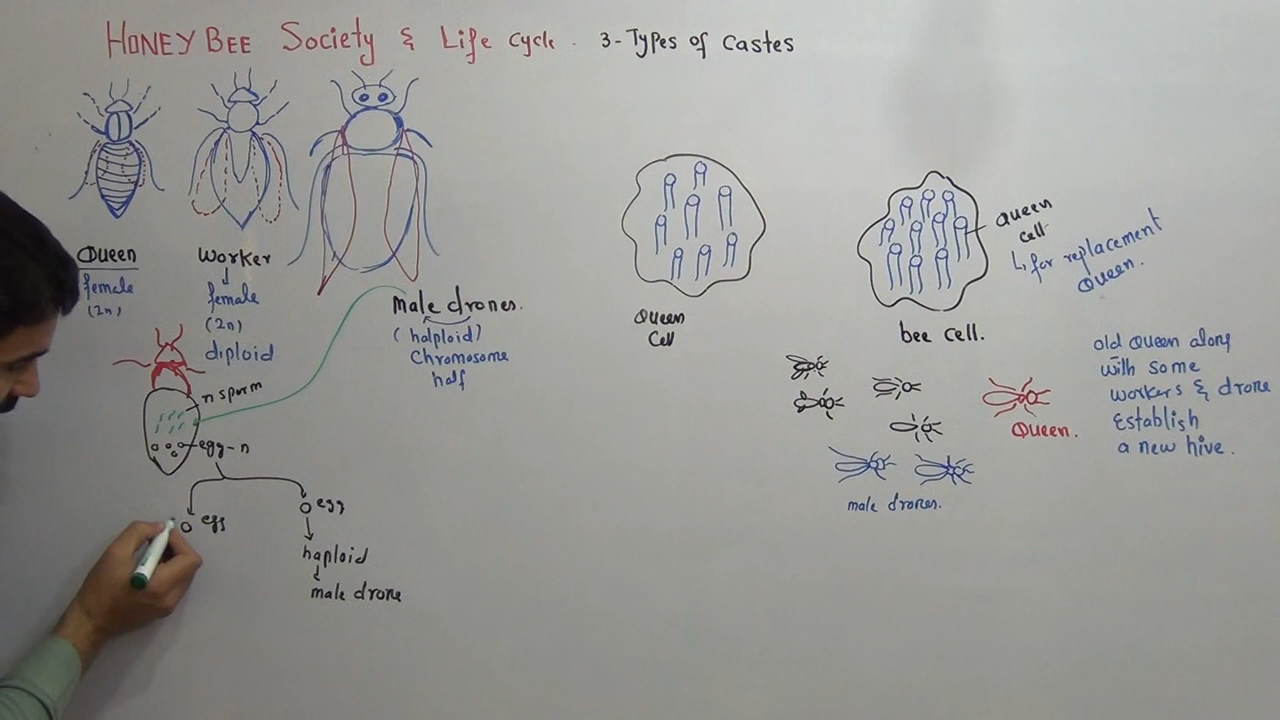 HONEY BEE Society & Life cycle. 3-Types of Castes
Queen
female
(2n)
Worker
female
(2n)
diploid
Male drones.
(halploid)
Chromosome
half
n sporm
egg-n
egg
egg
haploid
male drone
Queen
Cell
Queen
cell
for replacement
Queen.
bee cell.
male drones.
Queen.
old Queen along
with some
workers & drone
Establish
a new hive.